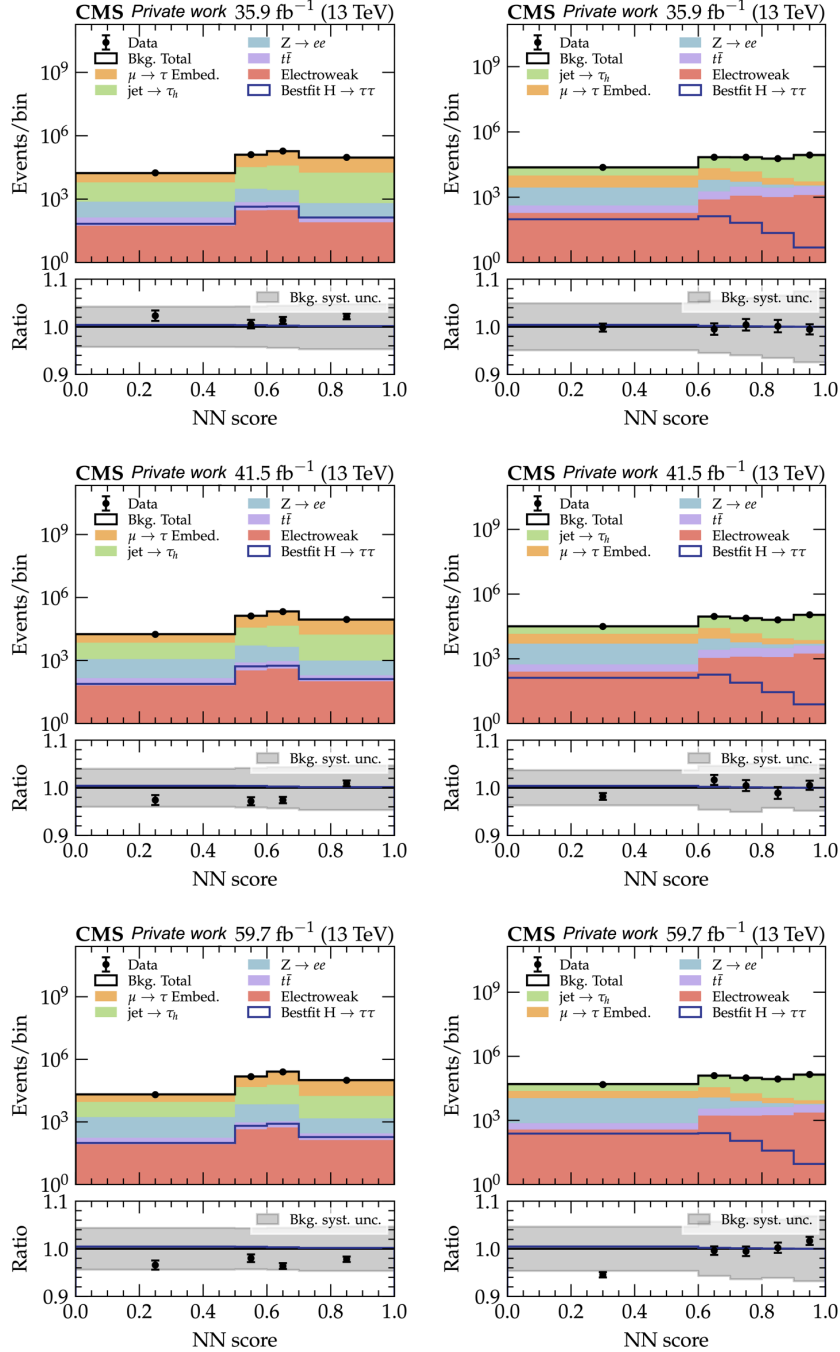 CMS Private work 35.9 fb⁻¹ (13 TeV)
Data
Bkg. Total
μ → τ Embed.
jet → τₕ
Z → ee
tt̄
Electroweak
Bestfit H → ττ
Events/bin
10⁹
10⁶
10³
10⁰
Bkg. syst. unc.
Ratio
1.1
1.0
0.9
0.0 0.2 0.4 0.6 0.8 1.0
NN score
CMS Private work 35.9 fb⁻¹ (13 TeV)
Data
Bkg. Total
jet → τₕ
μ → τ Embed.
Z → ee
tt̄
Electroweak
Bestfit H → ττ
Events/bin
10⁹
10⁶
10³
10⁰
Bkg. syst. unc.
Ratio
1.1
1.0
0.9
0.0 0.2 0.4 0.6 0.8 1.0
NN score
CMS Private work 41.5 fb⁻¹ (13 TeV)
Data
Bkg. Total
μ → τ Embed.
jet → τₕ
Z → ee
tt̄
Electroweak
Bestfit H → ττ
Events/bin
10⁹
10⁶
10³
10⁰
Bkg. syst. unc.
Ratio
1.1
1.0
0.9
0.0 0.2 0.4 0.6 0.8 1.0
NN score
CMS Private work 41.5 fb⁻¹ (13 TeV)
Data
Bkg. Total
jet → τₕ
μ → τ Embed.
Z → ee
tt̄
Electroweak
Bestfit H → ττ
Events/bin
10⁹
10⁶
10³
10⁰
Bkg. syst. unc.
Ratio
1.1
1.0
0.9
0.0 0.2 0.4 0.6 0.8 1.0
NN score
CMS Private work 59.7 fb⁻¹ (13 TeV)
Data
Bkg. Total
μ → τ Embed.
jet → τₕ
Z → ee
tt̄
Electroweak
Bestfit H → ττ
Events/bin
10⁹
10⁶
10³
10⁰
Bkg. syst. unc.
Ratio
1.1
1.0
0.9
0.0 0.2 0.4 0.6 0.8 1.0
NN score
CMS Private work 59.7 fb⁻¹ (13 TeV)
Data
Bkg. Total
jet → τₕ
μ → τ Embed.
Z → ee
tt̄
Electroweak
Bestfit H → ττ
Events/bin
10⁹
10⁶
10³
10⁰
Bkg. syst. unc.
Ratio
1.1
1.0
0.9
0.0 0.2 0.4 0.6 0.8 1.0
NN score